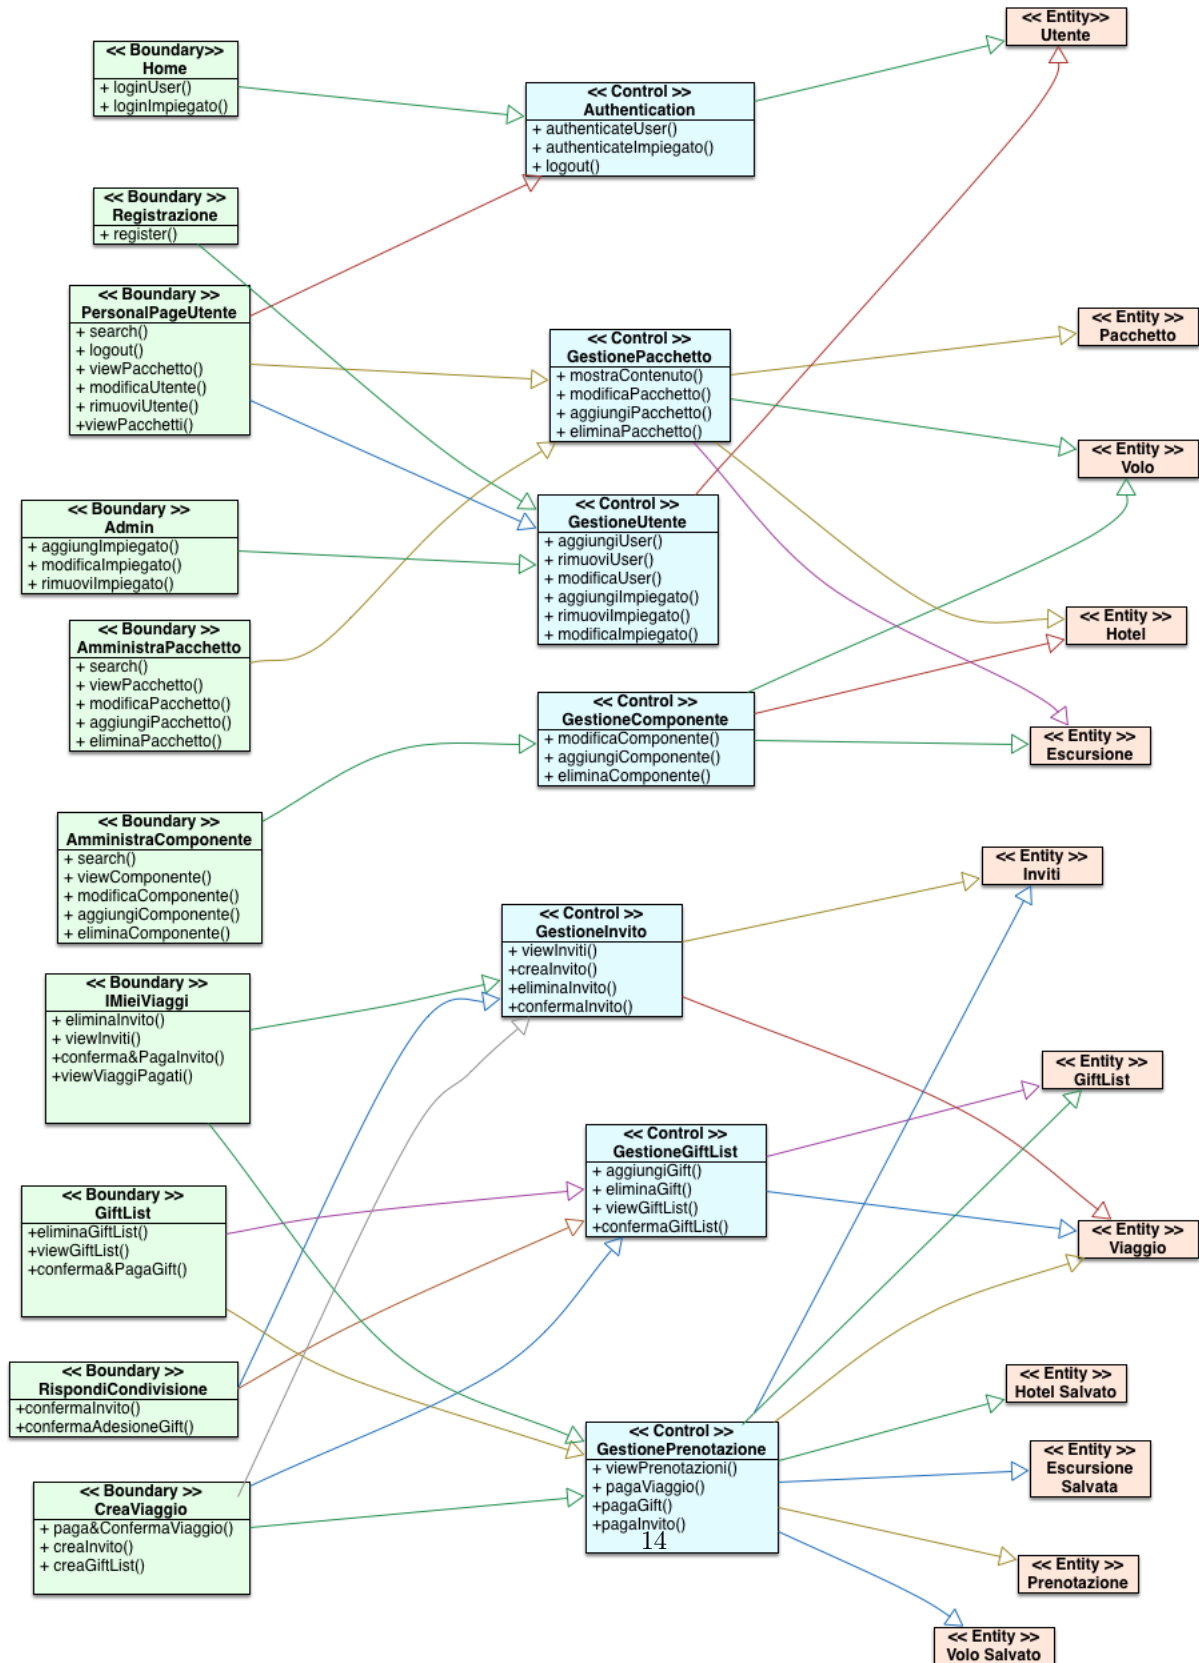 << Boundary>>
Home
+ loginUser()
+ loginImpiegato()
<< Boundary >>
Registrazione
+ register()
<< Boundary >>
PersonalPageUtente
+ search()
+ logout()
+ viewPacchetto()
+ modificaUtente()
+ rimuoviUtente()
+viewPacchetti()
<< Boundary >>
Admin
+ aggiungImpiegato()
+ modificaImpiegato()
+ rimuoviImpiegato()
<< Boundary >>
AmministraPacchetto
+ search()
+ viewPacchetto()
+ modificaPacchetto()
+ aggiungiPacchetto()
+ eliminaPacchetto()
<< Boundary >>
AmministraComponente
+ search()
+ viewComponente()
+ modificaComponente()
+ aggiungiComponente()
+ eliminaComponente()
<< Boundary >>
IMieiViaggi
+ eliminaInvito()
+ viewInviti()
+conferma&PagaInvito()
+viewViaggiPagati()
<< Boundary >>
GiftList
+eliminaGiftList()
+viewGiftList()
+conferma&PagaGift()
<< Boundary >>
RispondiCondivisione
+confermaInvito()
+confermaAdesioneGift()
<< Boundary >>
CreaViaggio
+ paga&ConfermaViaggio()
+ creaInvito()
+ creaGiftList()
<< Control >>
Authentication
+ authenticateUser()
+ authenticateImpiegato()
+ logout()
<< Control >>
GestionePacchetto
+ mostraContenuto()
+ modificaPacchetto()
+ aggiungiPacchetto()
+ eliminaPacchetto()
<< Control >>
GestioneUtente
+ aggiungiUser()
+ rimuoviUser()
+ modificaUser()
+ aggiungiImpiegato()
+ rimuoviImpiegato()
+ modificaImpiegato()
<< Control >>
GestioneComponente
+ modificaComponente()
+ aggiungiComponente()
+ eliminaComponente()
<< Control >>
GestioneInvito
+ viewInviti()
+creaInvito()
+eliminaInvito()
+confermaInvito()
<< Control >>
GestioneGiftList
+ aggiungiGift()
+ eliminaGift()
+ viewGiftList()
+confermaGiftList()
<< Control >>
GestionePrenotazione
+ viewPrenotazioni()
+ pagaViaggio()
+pagaGift()
+pagaInvito()
14
<< Entity>>
Utente
<< Entity >>
Pacchetto
<< Entity >>
Volo
<< Entity >>
Hotel
<< Entity >>
Escursione
<< Entity >>
Inviti
<< Entity >>
GiftList
<< Entity >>
Viaggio
<< Entity >>
Hotel Salvato
<< Entity >>
Escursione
Salvata
<< Entity >>
Prenotazione
<< Entity >>
Volo Salvato